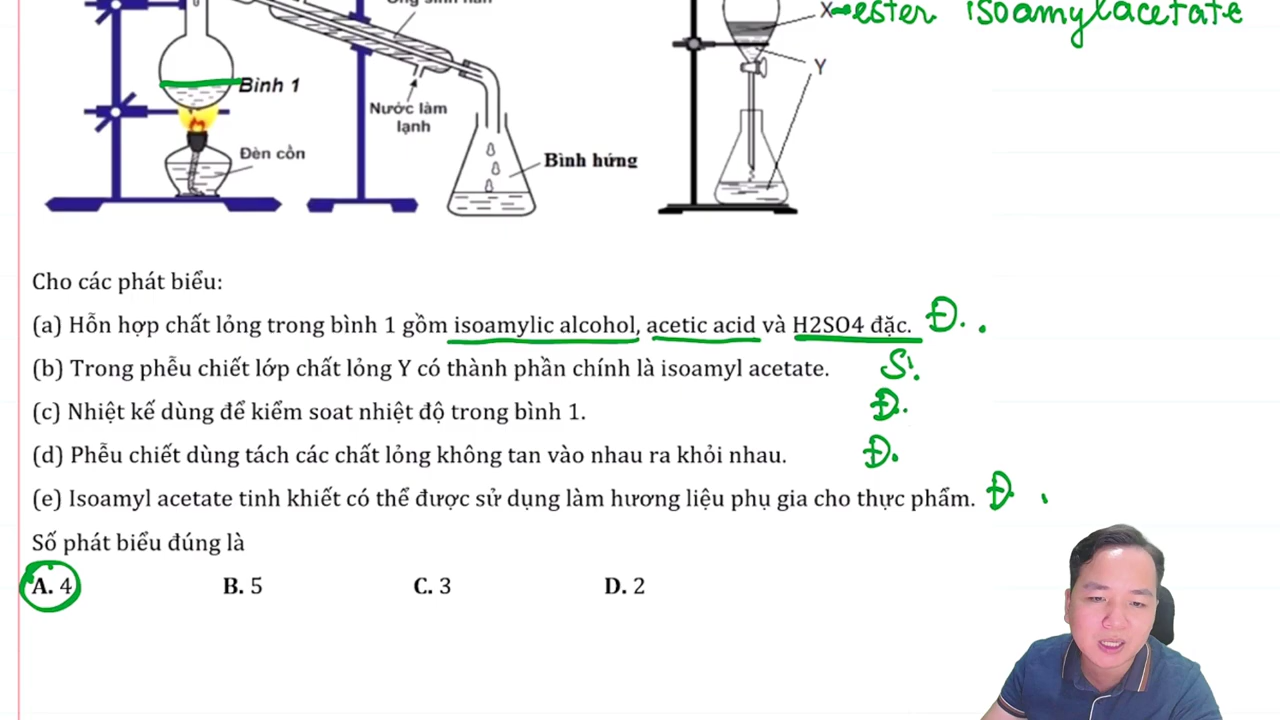 X→ester isoamylacetate
Y
Bình 1
Nước làm lạnh
Đèn cồn
Bình hứng
Cho các phát biểu:
(a) Hỗn hợp chất lỏng trong bình 1 gồm isoamylic alcohol, acetic acid và H2SO4 đặc. Đ.
(b) Trong phễu chiết lớp chất lỏng Y có thành phần chính là isoamyl acetate. S!
(c) Nhiệt kế dùng để kiểm soat nhiệt độ trong bình 1. Đ.
(d) Phễu chiết dùng tách các chất lỏng không tan vào nhau ra khỏi nhau. Đ.
(e) Isoamyl acetate tinh khiết có thể được sử dụng làm hương liệu phụ gia cho thực phẩm. Đ.
Số phát biểu đúng là
A. 4 B. 5 C. 3 D. 2